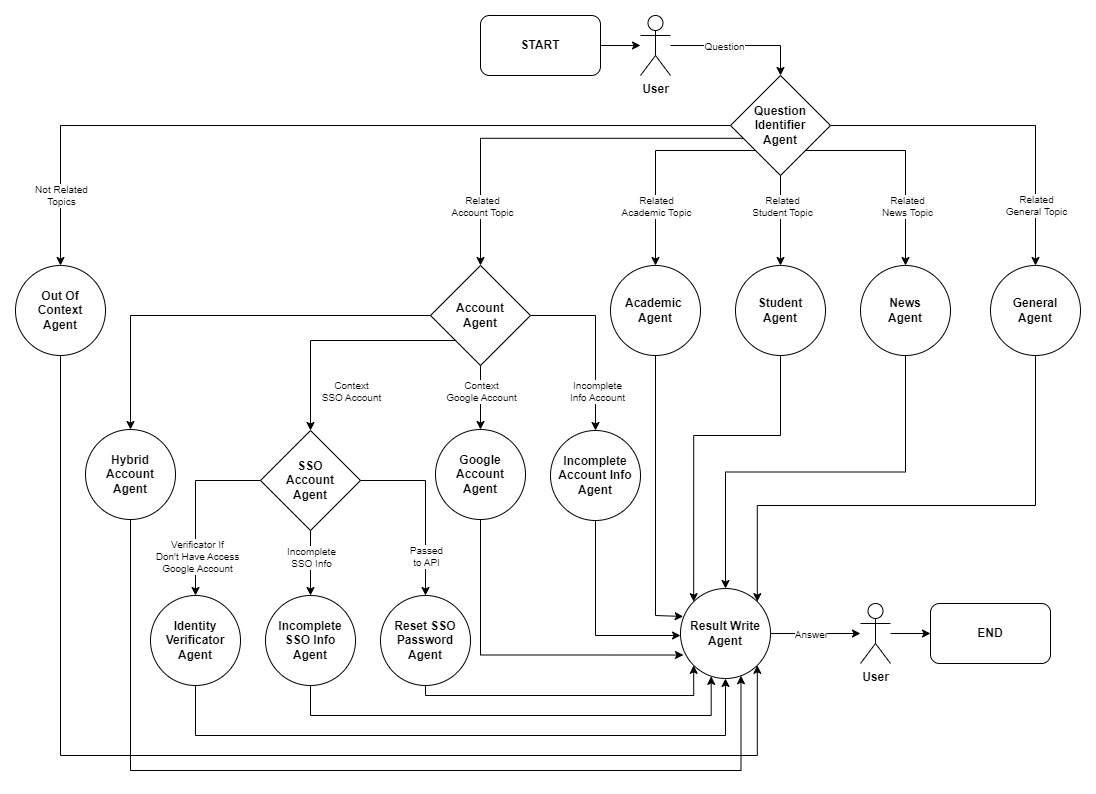 START
Question
User
Question
Identifier
Agent
Not Related
Topics
Related
Account Topic
Related
Academic Topic
Related
Student Topic
Related
News Topic
Related
General Topic
Out Of
Context
Agent
Account
Agent
Academic
Agent
Student
Agent
News
Agent
General
Agent
Context
SSO Account
Context
Google Account
Incomplete
Info Account
Hybrid
Account
Agent
SSO
Account
Agent
Google
Account
Agent
Incomplete
Account Info
Agent
Verificator If
Don't Have Access
Google Account
Incomplete
SSO Info
Passed
to API
Identity
Verificator
Agent
Incomplete
SSO Info
Agent
Reset SSO
Password
Agent
Result Write
Agent
Answer
User
END